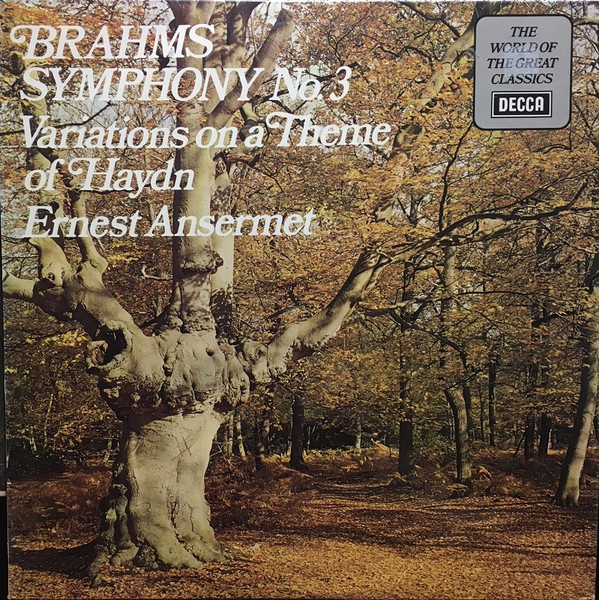 BRAHMS
SYMPHONY No 3
Variations on a Theme
of Haydn
Ernest Ansermet
THE
WORLD OF
THE GREAT
CLASSICS
DECCA